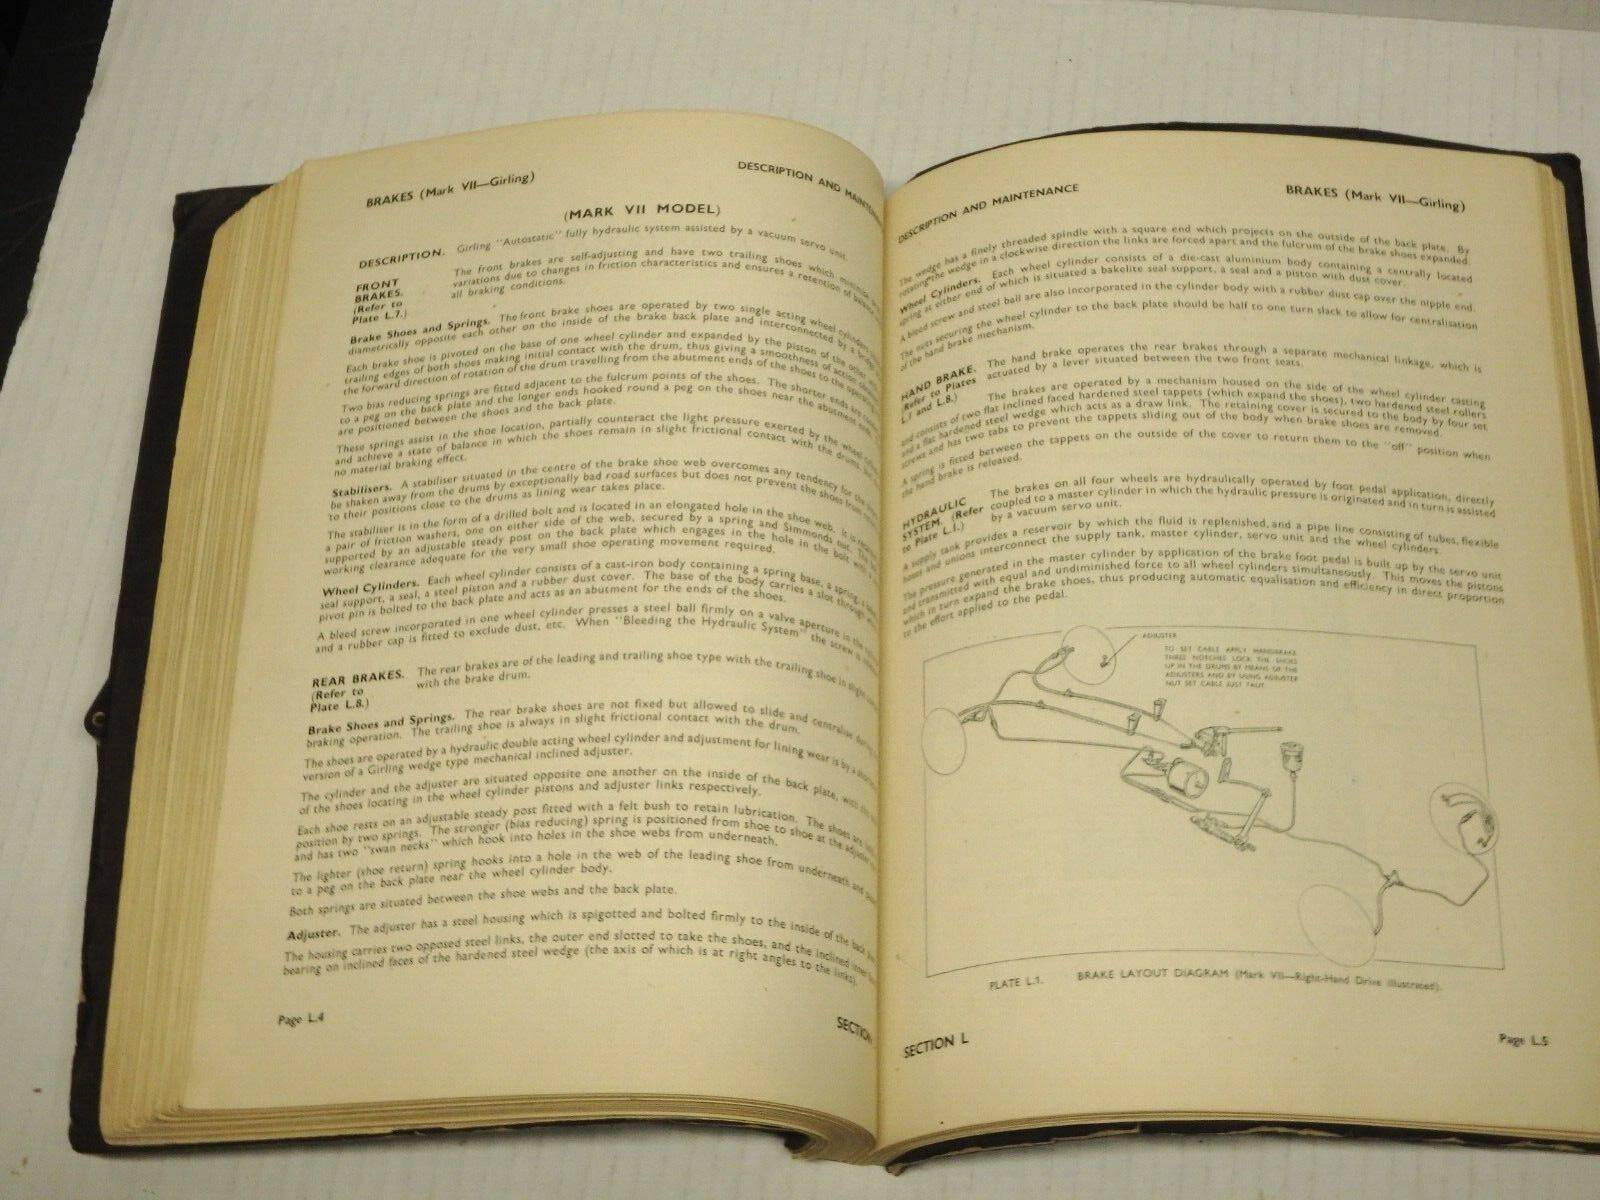 BRAKES (Mark VII—Girling)
DESCRIPTION AND MAINTENANCE
(MARK VII MODEL)
DESCRIPTION. Girling "Autostatic" fully hydraulic system assisted by a vacuum servo unit.
FRONT
BRAKES.
(Refer to
Plate L.7.)
The front brakes are self-adjusting and have two trailing shoes which minimise
variations due to changes in friction characteristics and ensures a retention of balance
all braking conditions.
Brake Shoes and Springs. The front brake shoes are operated by two single acting wheel cylinders
diametrically opposite each other on the inside of the brake back plate and interconnected by a bridge
Each brake shoe is pivoted on the base of one wheel cylinder and expanded by the piston of the other
trailing edges of both shoes making initial contact with the drum, thus giving a smoothness of action
the forward direction of rotation of the drum travelling from the abutment ends of the shoes to the operating
Two bias reducing springs are fitted adjacent to the fulcrum points of the shoes. The shorter ends are
to a peg on the back plate and the longer ends hooked round a peg on the shoes near the abutment
are positioned between the shoes and the back plate.
These springs assist in the shoe location, partially counteract the light pressure exerted by the wheel
and achieve a state of balance in which the shoes remain in slight frictional contact with the drums,
no material braking effect.
Stabilisers. A stabiliser situated in the centre of the brake shoe web overcomes any tendency for the
be shaken away from the drums by exceptionally bad road surfaces but does not prevent the shoes from
to their positions close to the drums as lining wear takes place.
The stabiliser is in the form of a drilled bolt and is located in an elongated hole in the shoe web. It is
a pair of friction washers, one on either side of the web, secured by a spring and Simmonds nut.
supported by an adjustable steady post on the back plate which engages in the hole in the bolt with a
working clearance adequate for the very small shoe operating movement required.
Wheel Cylinders. Each wheel cylinder consists of a cast-iron body containing a spring base, a spring,
seal support, a seal, a steel piston and a rubber dust cover. The base of the body carries a slot through
pivot pin is bolted to the back plate and acts as an abutment for the ends of the shoes.
A bleed screw incorporated in one wheel cylinder presses a steel ball firmly on a valve aperture in the
and a rubber cap is fitted to exclude dust, etc. When "Bleeding the Hydraulic System" the screw is
REAR BRAKES.
(Refer to
Plate L.8.)
The rear brakes are of the leading and trailing shoe type with the trailing shoe in slight
with the brake drum.
Brake Shoes and Springs. The rear brake shoes are not fixed but allowed to slide and centralise during
braking operation. The trailing shoe is always in slight frictional contact with the drum.
The shoes are operated by a hydraulic double acting wheel cylinder and adjustment for lining wear is by a
version of a Girling wedge type mechanical inclined adjuster.
The cylinder and the adjuster are situated opposite one another on the inside of the back plate, with the
of the shoes locating in the wheel cylinder pistons and adjuster links respectively.
Each shoe rests on an adjustable steady post fitted with a felt bush to retain lubrication. The shoes are
position by two springs. The stronger (bias reducing) spring is positioned from shoe to shoe at the adjuster
and has two "swan necks" which hook into holes in the shoe webs from underneath.
The lighter (shoe return) spring hooks into a hole in the web of the leading shoe from underneath and
to a peg on the back plate near the wheel cylinder body.
Both springs are situated between the shoe webs and the back plate.
Adjuster. The adjuster has a steel housing which is spigotted and bolted firmly to the inside of the back
The housing carries two opposed steel links, the outer end slotted to take the shoes, and the inclined inner
bearing on inclined faces of the hardened steel wedge (the axis of which is at right angles to the links).
Page L.4
SECTION
DESCRIPTION AND MAINTENANCE
BRAKES (Mark VII—Girling)
The wedge has a finely threaded spindle with a square end which projects on the outside of the back plate. By
rotating the wedge in a clockwise direction the links are forced apart and the fulcrum of the brake shoes expanded.
Wheel Cylinders. Each wheel cylinder consists of a die-cast aluminium body containing a centrally located
spring at either end of which is situated a bakelite seal support, a seal and a piston with dust cover.
A bleed screw and steel ball are also incorporated in the cylinder body with a rubber dust cap over the nipple end.
The nuts securing the wheel cylinder to the back plate should be half to one turn slack to allow for centralisation
of the hand brake mechanism.
HAND BRAKE.
(Refer to Plates
L.1 and L.8.)
The hand brake operates the rear brakes through a separate mechanical linkage, which is
actuated by a lever situated between the two front seats.
The brakes are operated by a mechanism housed on the side of the wheel cylinder casting
and consists of two flat inclined faced hardened steel tappets (which expand the shoes), two hardened steel rollers
and a flat hardened steel wedge which acts as a draw link. The retaining cover is secured to the body by four set
screws and has two tabs to prevent the tappets sliding out of the body when brake shoes are removed.
A spring is fitted between the tappets on the outside of the cover to return them to the "off" position when
the hand brake is released.
HYDRAULIC
SYSTEM. (Refer
to Plate L.1.)
The brakes on all four wheels are hydraulically operated by foot pedal application, directly
coupled to a master cylinder in which the hydraulic pressure is originated and in turn is assisted
by a vacuum servo unit.
A supply tank provides a reservoir by which the fluid is replenished, and a pipe line consisting of tubes, flexible
hoses and unions interconnect the supply tank, master cylinder, servo unit and the wheel cylinders.
The pressure generated in the master cylinder by application of the brake foot pedal is built up by the servo unit
and transmitted with equal and undiminished force to all wheel cylinders simultaneously. This moves the pistons
which in turn expand the brake shoes, thus producing automatic equalisation and efficiency in direct proportion
to the effort applied to the pedal.
ADJUSTER
TO SET CABLE APPLY HANDBRAKE
THREE NOTCHES LOCK THE SHOES
UP IN THE DRUMS BY MEANS OF THE
ADJUSTERS AND BY USING ADJUSTER
NUT SET CABLE JUST TAUT
PLATE L.1. BRAKE LAYOUT DIAGRAM (Mark VII—Right-Hand Drive illustrated).
SECTION L
Page L.5